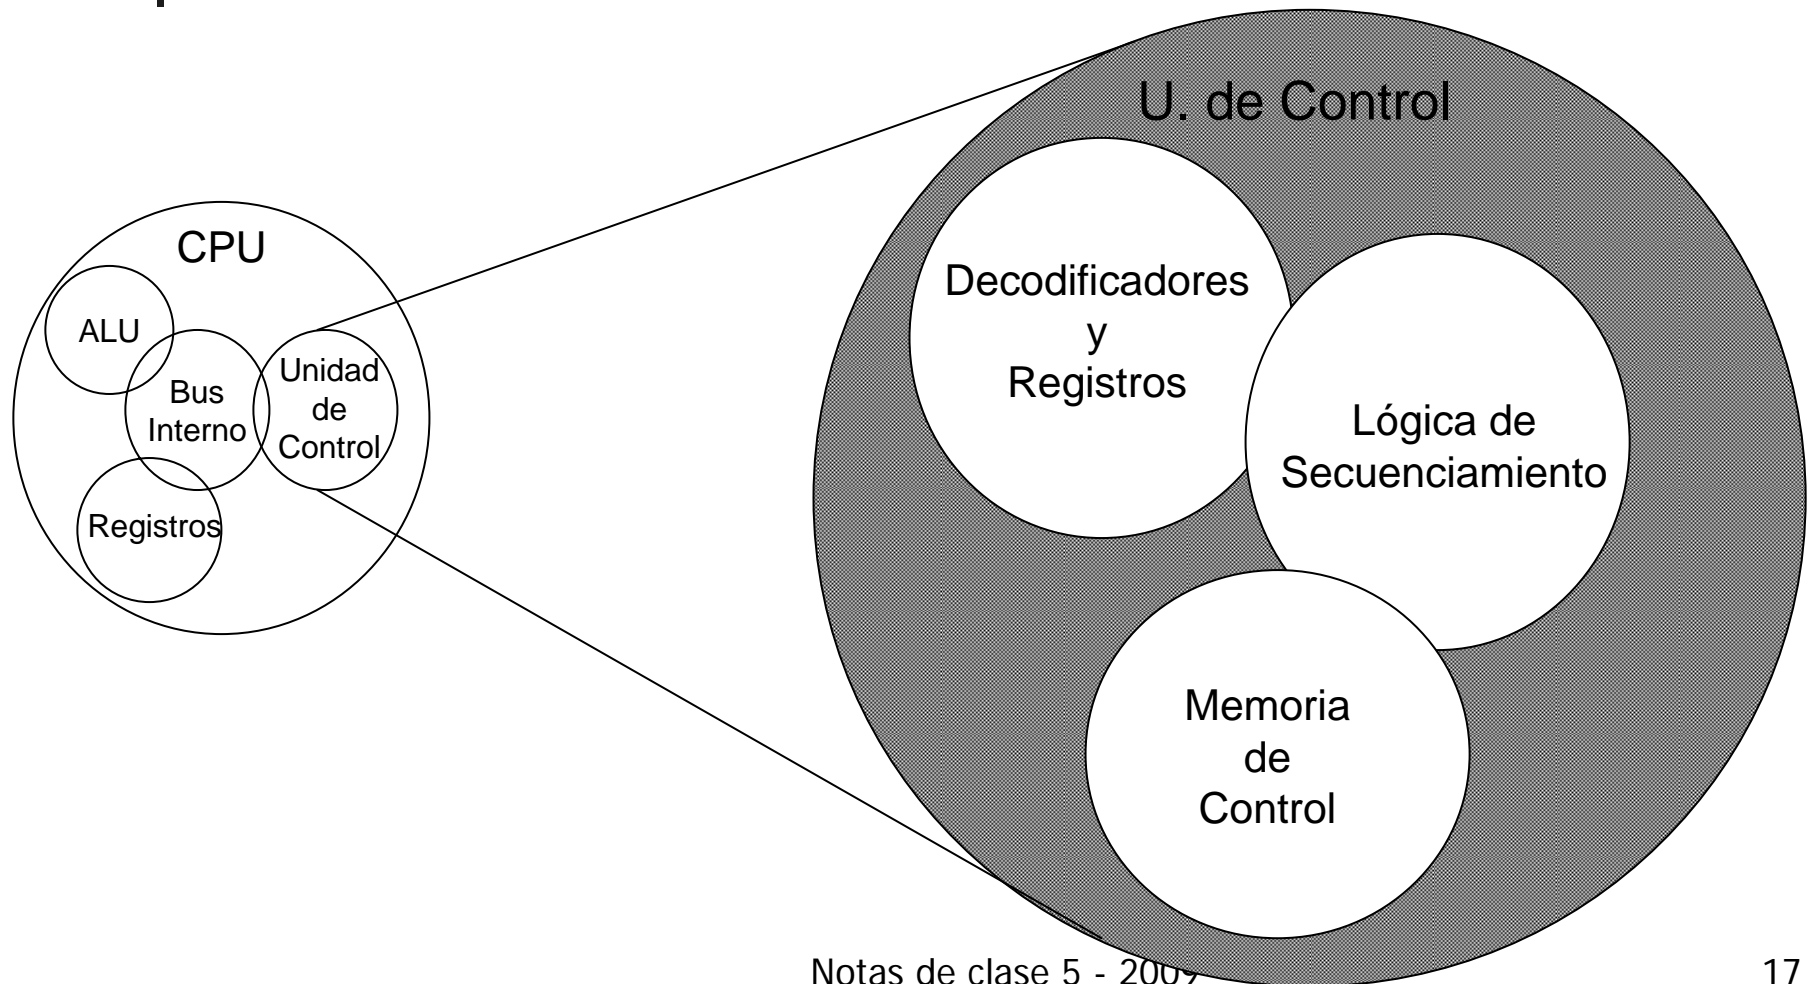 CPU
ALU
Bus
Interno
Unidad
de
Control
Registros
U. de Control
Decodificadores
y
Registros
Lógica de
Secuenciamiento
Memoria
de
Control
Notas de clase 5 - 2009
17